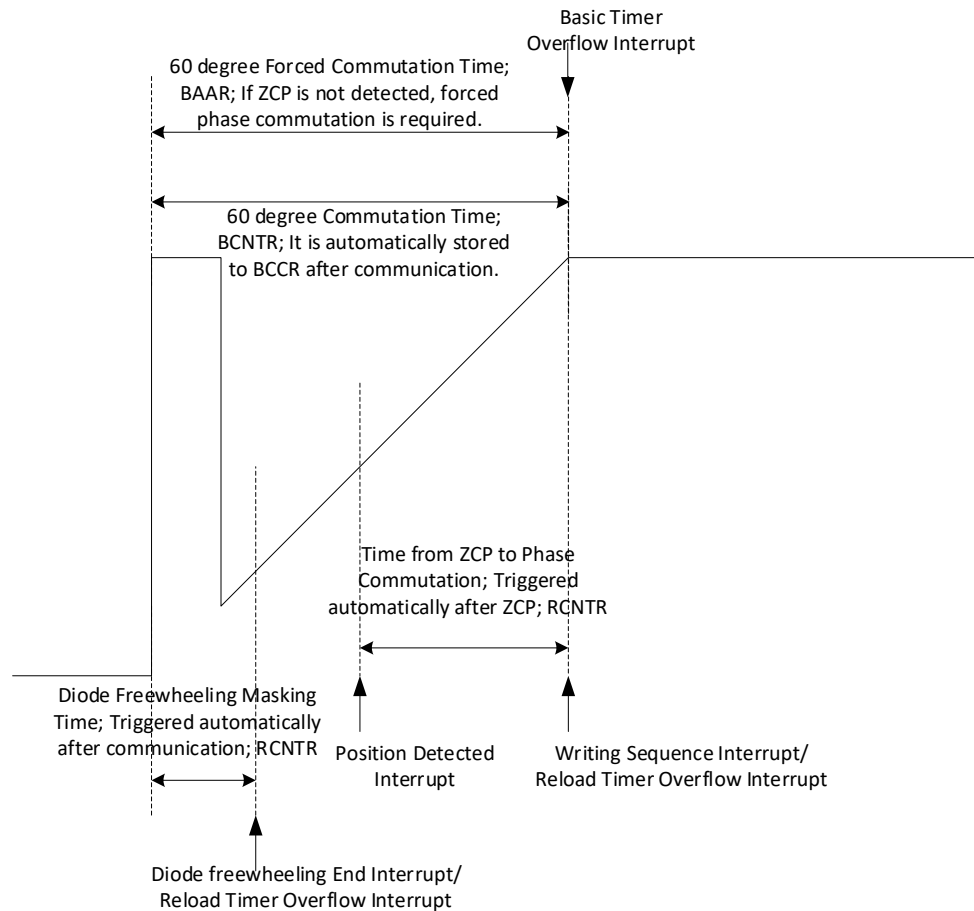 Basic Timer
Overflow Interrupt
60 degree Forced Commutation Time;
BAAR; If ZCP is not detected, forced
phase commutation is required.
60 degree Commutation Time;
BCNTR; It is automatically stored
to BCCR after communication.
Time from ZCP to Phase
Commutation; Triggered
automatically after ZCP; RCNTR
Diode Freewheeling Masking
Time; Triggered automatically
after communication; RCNTR
Position Detected
Interrupt
Writing Sequence Interrupt/
Reload Timer Overflow Interrupt
Diode freewheeling End Interrupt/
Reload Timer Overflow Interrupt